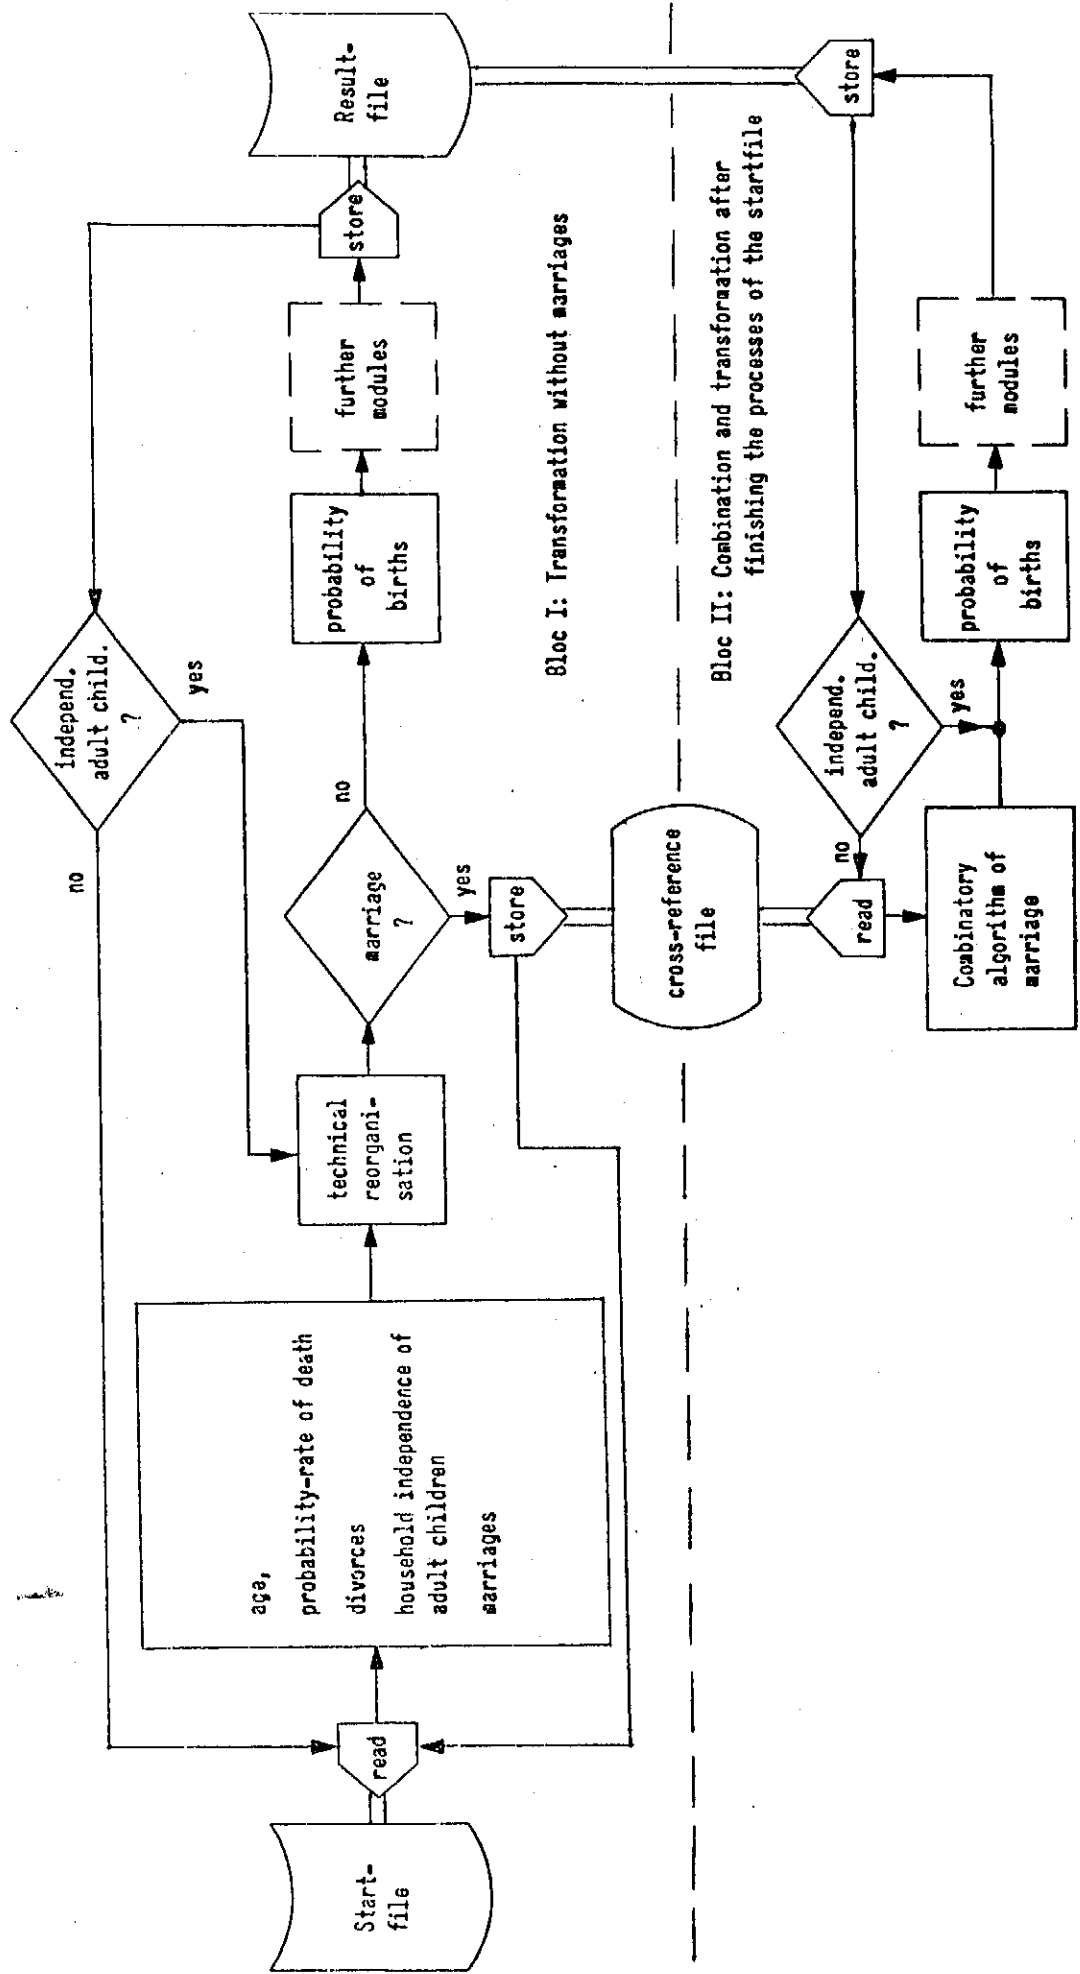 Start-
file
read
age,
probability-rate of death
divorces
household independence of
adult children
marriages
technical
reorgani-
sation
marriage
?
no
yes
store
probability
of
births
further
modules
store
Result-
file
independ.
adult child.
?
no
yes
Bloc I: Transformation without marriages
cross-reference
file
Bloc II: Combination and transformation after
finishing the processes of the startfile
read
no
independ.
adult child.
?
yes
Combinatory
algorithm of
marriage
probability
of
births
further
modules
store